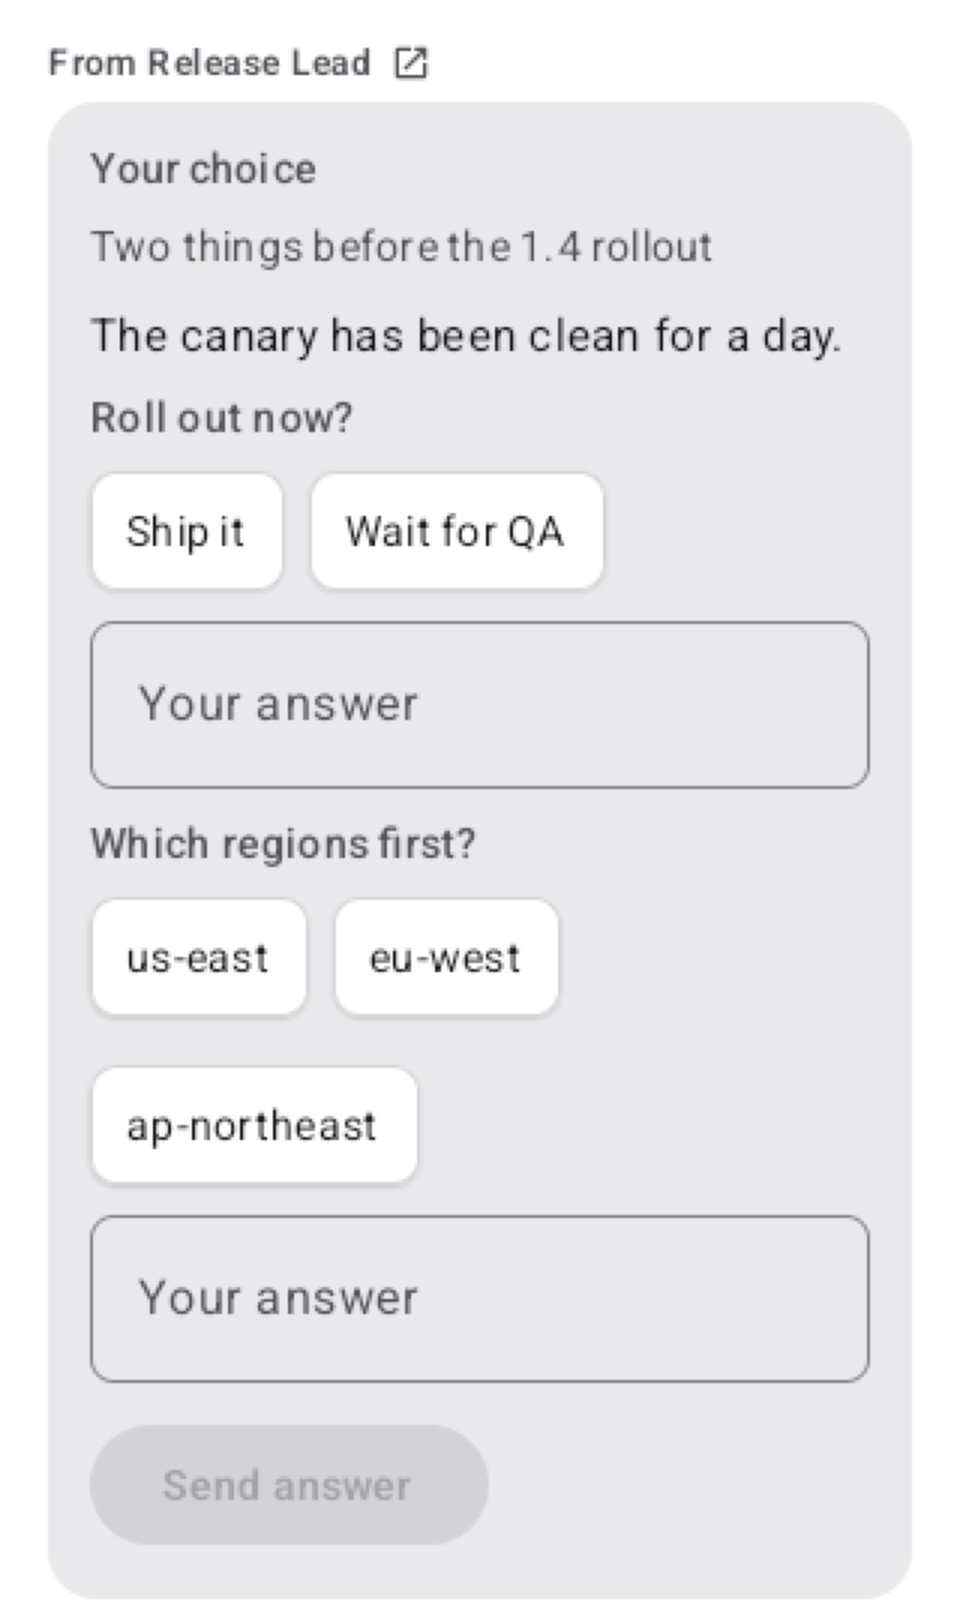 From Release Lead
Your choice
Two things before the 1.4 rollout
The canary has been clean for a day.
Roll out now?
Ship it
Wait for QA
Your answer
Which regions first?
us-east
eu-west
ap-northeast
Your answer
Send answer